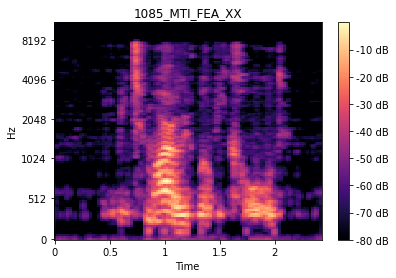 1085_MTI_FEA_XX
8192
4096
2048
1024
512
0
Hz
0
0.5
1
1.5
2
Time
-10 dB
-20 dB
-30 dB
-40 dB
-50 dB
-60 dB
-70 dB
-80 dB